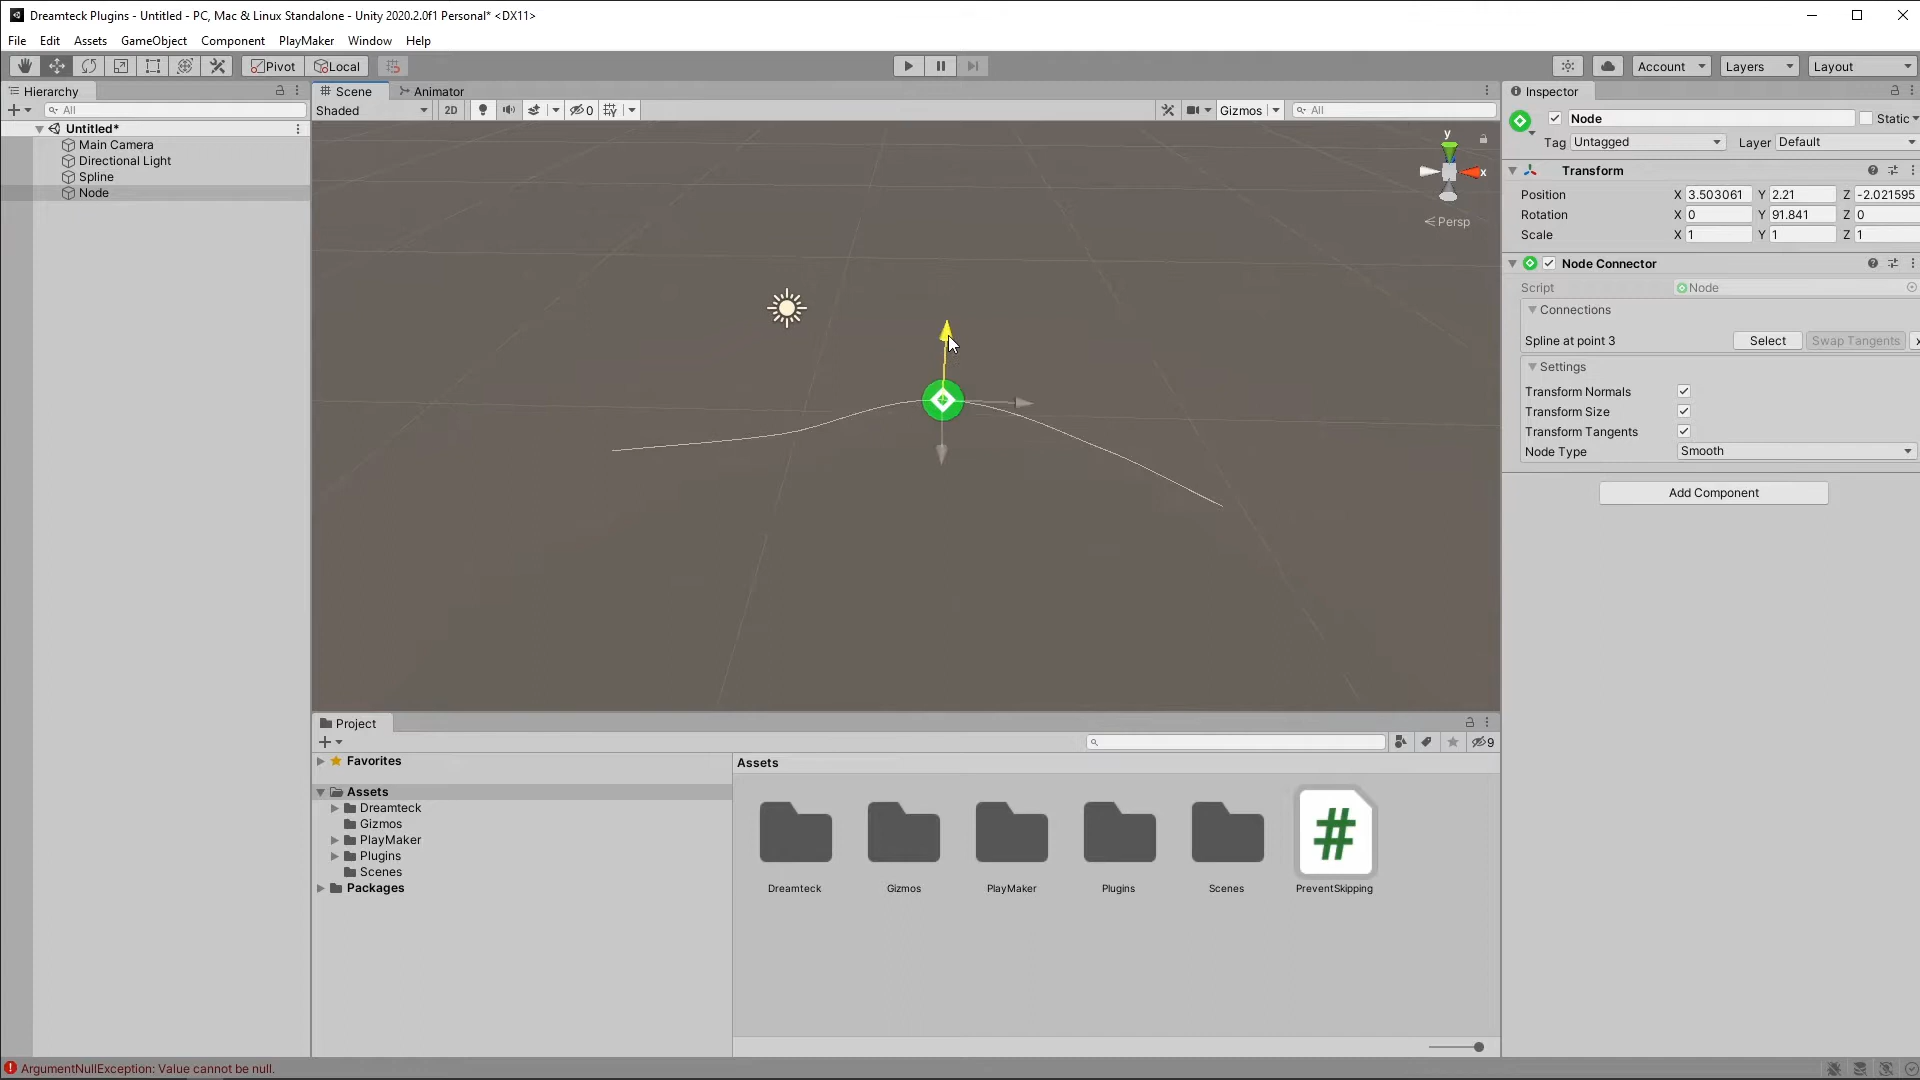 Dreamteck Plugins - Untitled - PC, Mac & Linux Standalone - Unity 2020.2.0f1 Personal* <DX11>
File Edit Assets GameObject Component PlayMaker Window Help
Pivot Local Account Layers Layout
Hierarchy
All
Untitled*
Main Camera
Directional Light
Spline
Node
Scene Animator
Shaded 2D 0 Gizmos All
y
x
Persp
Inspector
Node Static
Tag Untagged Layer Default
Transform
Position X 3.503061 Y 2.21 Z -2.021595
Rotation X 0 Y 91.841 Z 0
Scale X 1 Y 1 Z 1
Node Connector
Script Node
Connections
Spline at point 3 Select Swap Tangents x
Settings
Transform Normals
Transform Size
Transform Tangents
Node Type Smooth
Add Component
Project
9
Favorites
Assets
Dreamteck
Gizmos
PlayMaker
Plugins
Scenes
Packages
Assets
#
Dreamteck Gizmos PlayMaker Plugins Scenes PreventSkipping
ArgumentNullException: Value cannot be null.